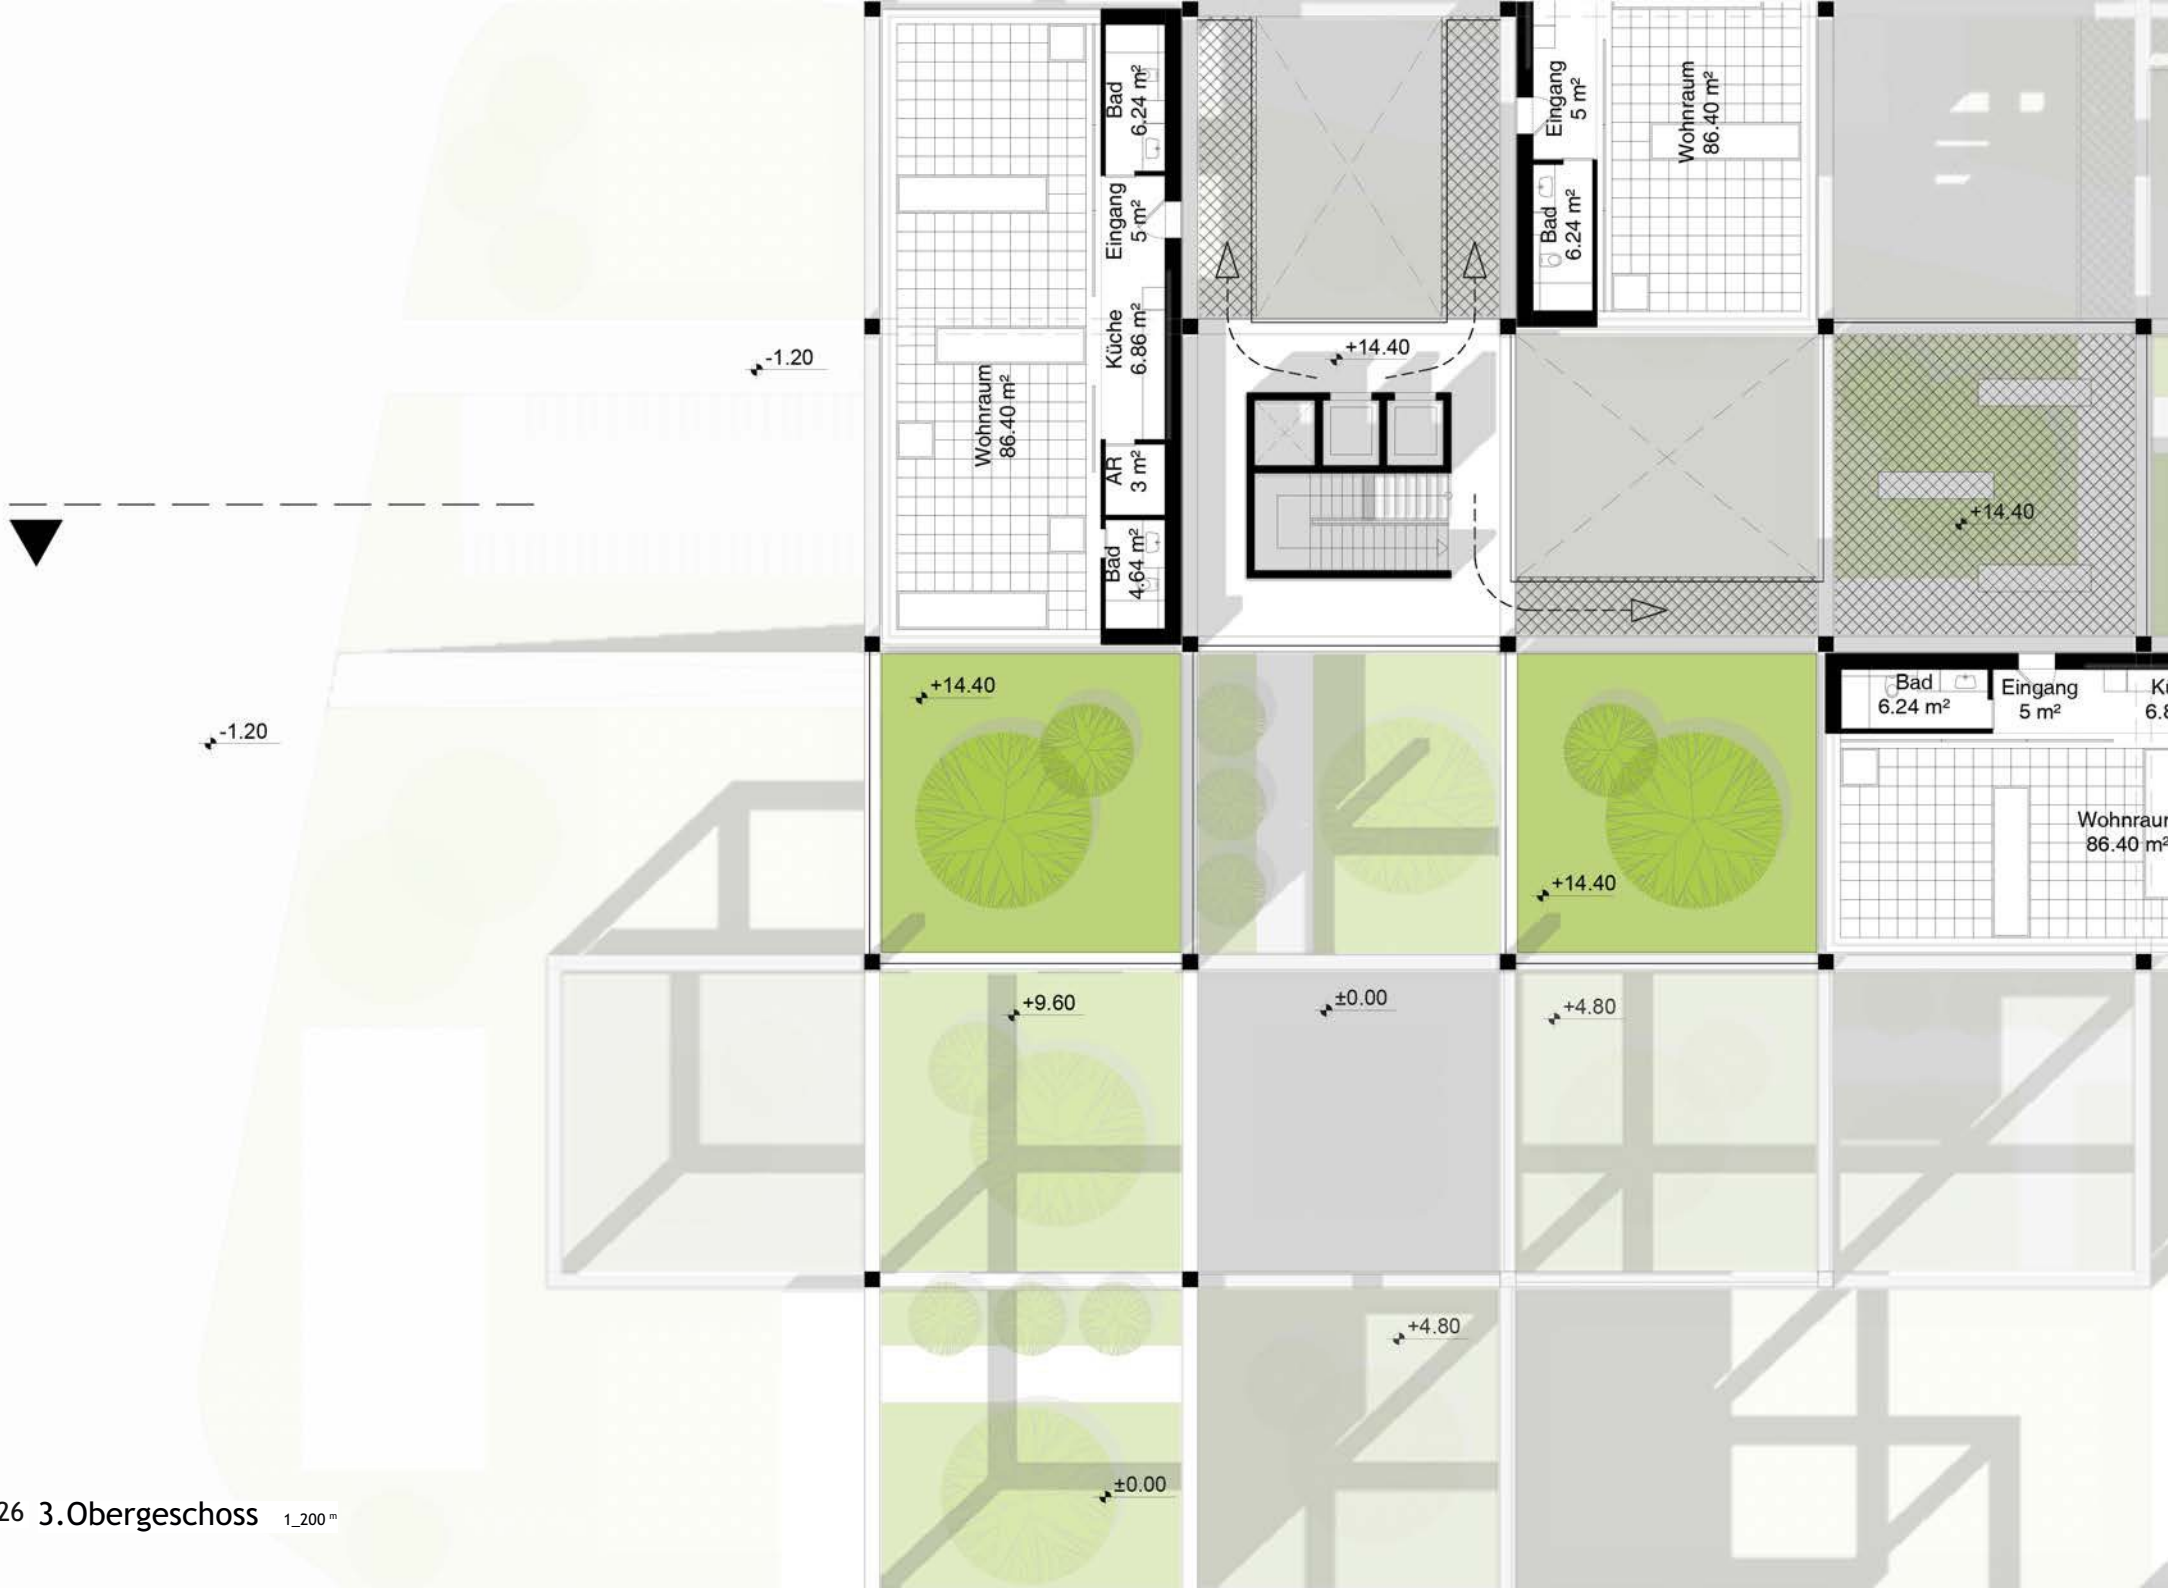 Bad
6.24 m²
Eingang
5 m²
Küche
6.86 m²
AR
3 m²
Bad
4.64 m²
Wohnraum
86.40 m²
Eingang
5 m²
Bad
6.24 m²
Wohnraum
86.40 m²
-1.20
+14.40
+14.40
-1.20
+14.40
+14.40
Bad
6.24 m²
Eingang
5 m²
Wohnraum
86.40 m²
+9.60
±0.00
+4.80
+4.80
±0.00
26 3.Obergeschoss 1_200 m